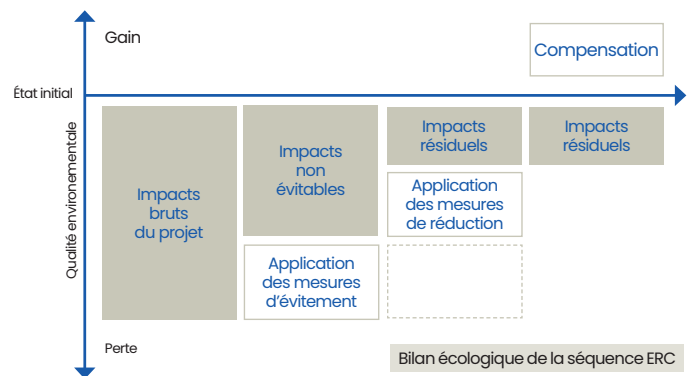 Gain
Compensation
État initial
Qualité environementale
Impacts
bruts
du projet
Impacts
non
évitables
Application
des mesures
d'évitement
Impacts
résiduels
Application
des mesures
de réduction
Impacts
résiduels
Perte
Bilan écologique de la séquence ERC